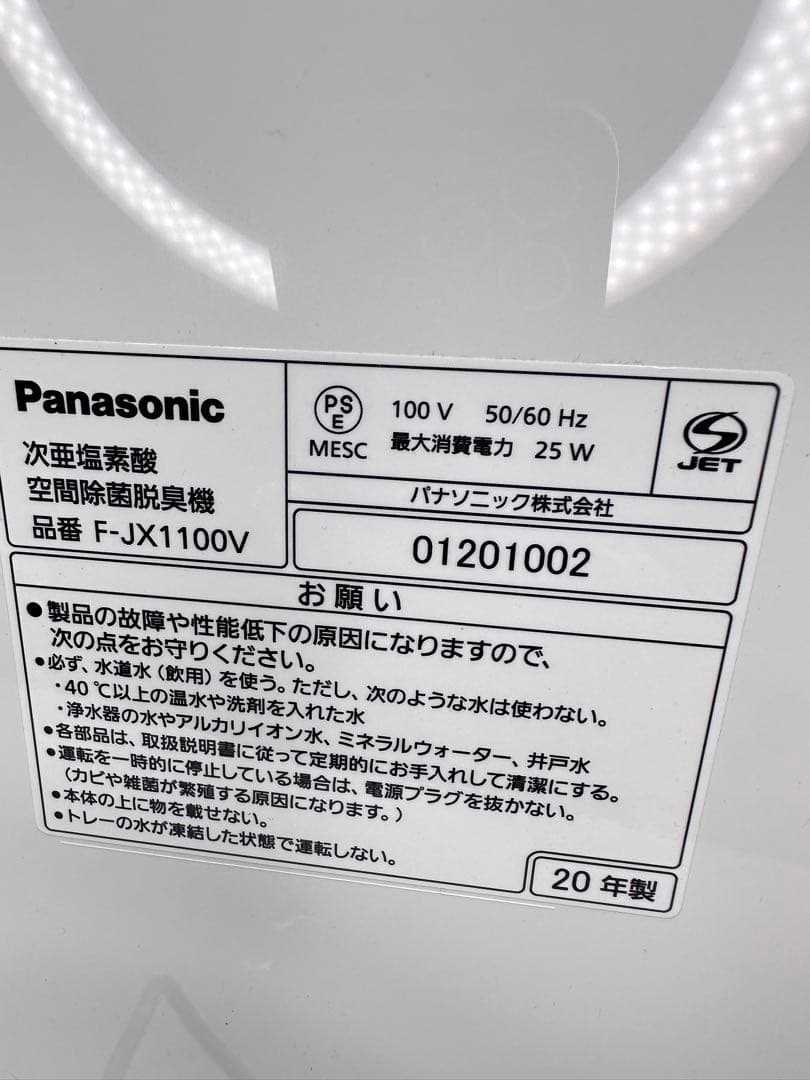 Panasonic
次亜塩素酸
空間除菌脱臭機
品番 F-JX1100V
PS
E
MESC
100 V 50/60 Hz
最大消費電力 25 W
JET
パナソニック株式会社
01201002
お願い
●製品の故障や性能低下の原因になりますので、
次の点をお守りください。
●必ず、水道水(飲用)を使う。ただし、次のような水は使わない。
・40 ℃以上の温水や洗剤を入れた水
・浄水器の水やアルカリイオン水、ミネラルウォーター、井戸水
●各部品は、取扱説明書に従って定期的にお手入れして清潔にする。
●運転を一時的に停止している場合は、電源プラグを抜かない。
(カビや雑菌が繁殖する原因になります。)
●本体の上に物を載せない。
●トレーの水が凍結した状態で運転しない。
20 年製